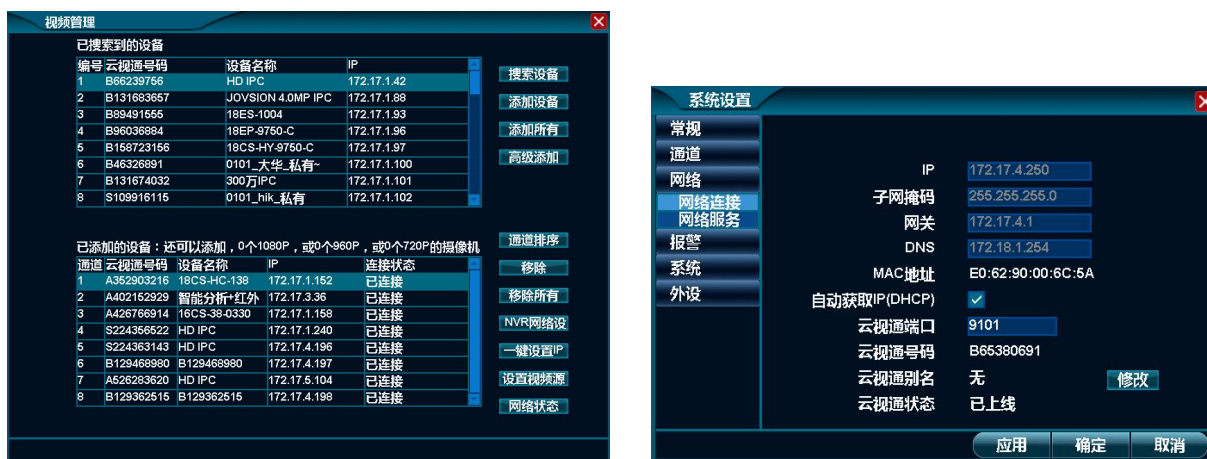 视频管理
已搜索到的设备
编号 云视通号码 设备名称 IP
1 B66239756 HD IPC 172.17.1.42
2 B131683657 JOVSION 4.0MP IPC 172.17.1.88
3 B89491555 18ES-1004 172.17.1.93
4 B96036884 18EP-9750-C 172.17.1.96
5 B158723156 18CS-HY-9750-C 172.17.1.97
6 B46326891 0101_大华_私有~ 172.17.1.100
7 B131674032 300万IPC 172.17.1.101
8 S109916115 0101_hik_私有 172.17.1.102
搜索设备
添加设备
添加所有
高级添加
已添加的设备：还可以添加，0个1080P，或0个960P，或0个720P的摄像机
通道 云视通号码 设备名称 IP 连接状态
1 A352903216 18CS-HC-138 172.17.1.152 已连接
2 A402152929 智能分析+红外 172.17.3.36 已连接
3 A426766914 16CS-38-0330 172.17.1.158 已连接
4 S224356522 HD IPC 172.17.1.240 已连接
5 S224363143 HD IPC 172.17.4.196 已连接
6 B129468980 B129468980 172.17.4.197 已连接
7 A526283620 HD IPC 172.17.5.104 已连接
8 B129362515 B129362515 172.17.4.198 已连接
通道排序
移除
移除所有
NVR网络设
一键设置IP
设置视频源
网络状态
系统设置
常规
通道
网络
网络连接
网络服务
报警
系统
外设
IP 172.17.4.250
子网掩码 255.255.255.0
网关 172.17.4.1
DNS 172.18.1.254
MAC地址 E0:62:90:00:6C:5A
自动获取IP(DHCP)
云视通端口 9101
云视通号码 B65380691
云视通别名 无 修改
云视通状态 已上线
应用 确定 取消